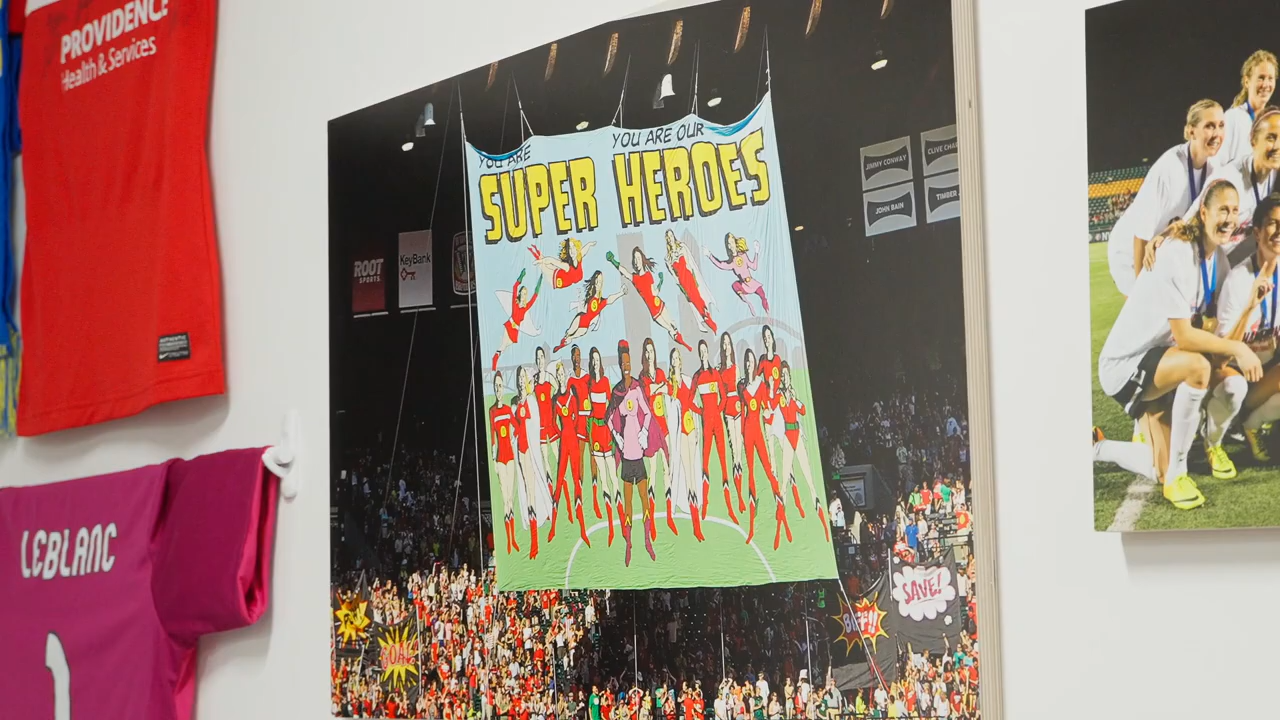 PROVIDENCE
Health & Services
LEBLANC
1
YOU ARE
YOU ARE OUR
SUPER HEROES
ROOT
SPORTS
KeyBank
JIMMY CONWAY
JOHN BAIN
GOAL
BIFF!!
SAVE!